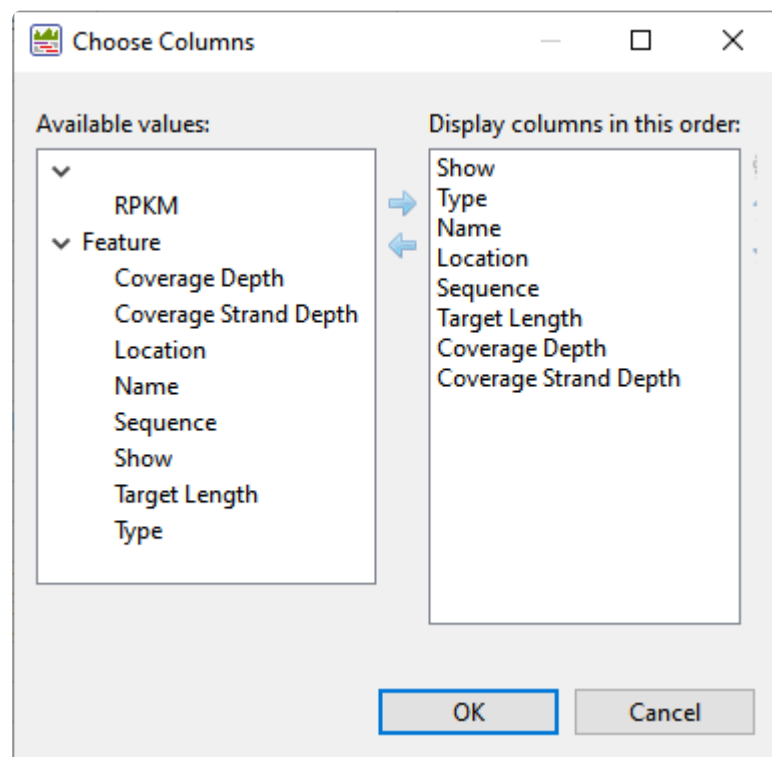 Choose Columns
Available values:
RPKM
Feature
Coverage Depth
Coverage Strand Depth
Location
Name
Sequence
Show
Target Length
Type
Display columns in this order:
Show
Type
Name
Location
Sequence
Target Length
Coverage Depth
Coverage Strand Depth
OK
Cancel